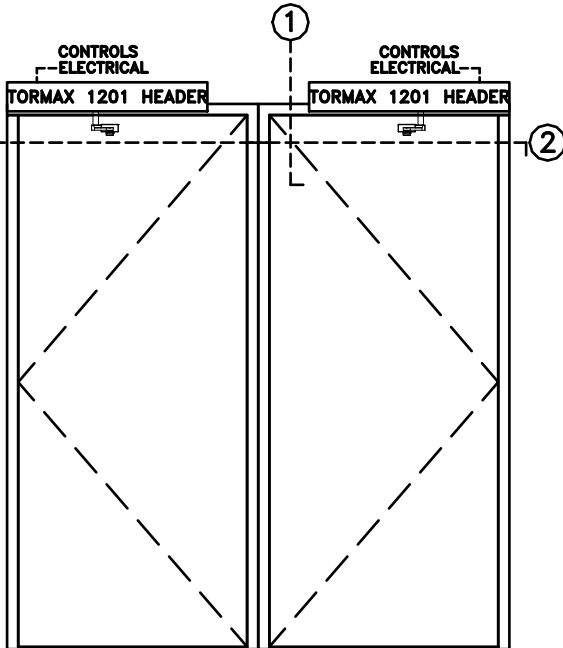 1
CONTROLS
ELECTRICAL
CONTROLS
ELECTRICAL
TORMAX 1201 HEADER
TORMAX 1201 HEADER
2